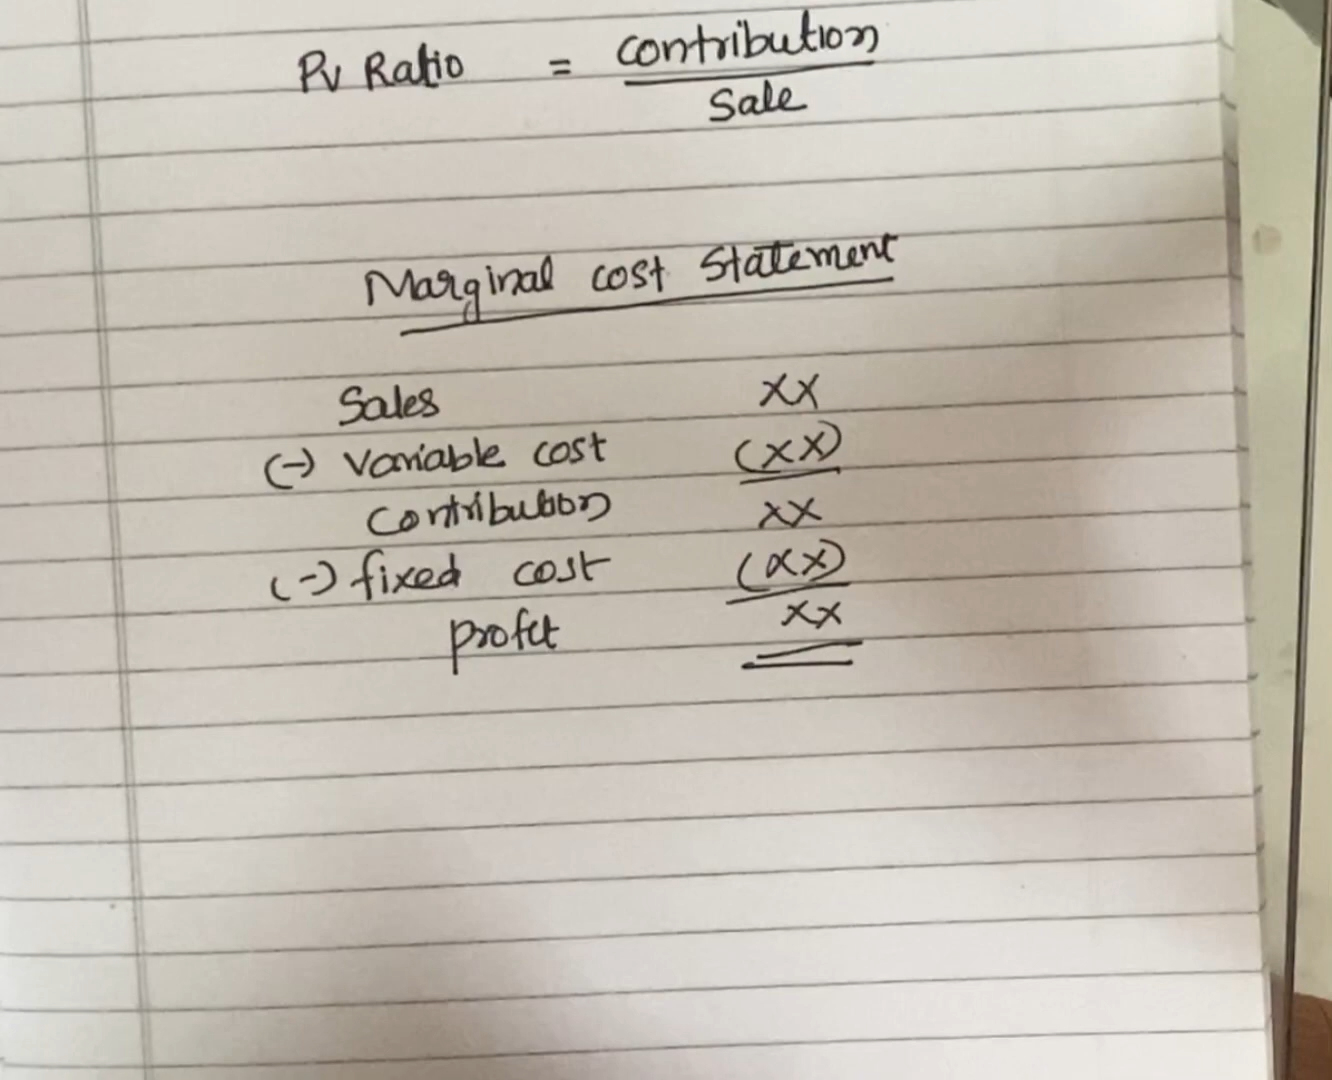 Pv Ratio = contribution
Sale
Marginal cost Statement
Sales xx
(-) variable cost (xx)
contribution xx
(-) fixed cost (xx)
profit xx